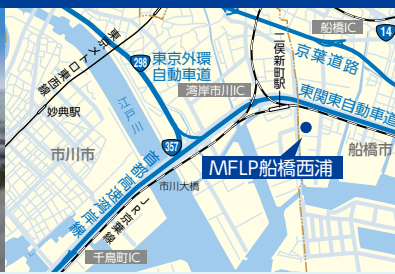 船橋IC
14
東京メトロ東西線
298
東京外環
自動車道
二俣新町駅
京葉道路
湾岸市川IC
東関東自動車道
妙典駅
江戸川
357
市川市
首都高速湾岸線
船橋市
MFLP船橋西浦
市川大橋
JR京葉線
千鳥町IC